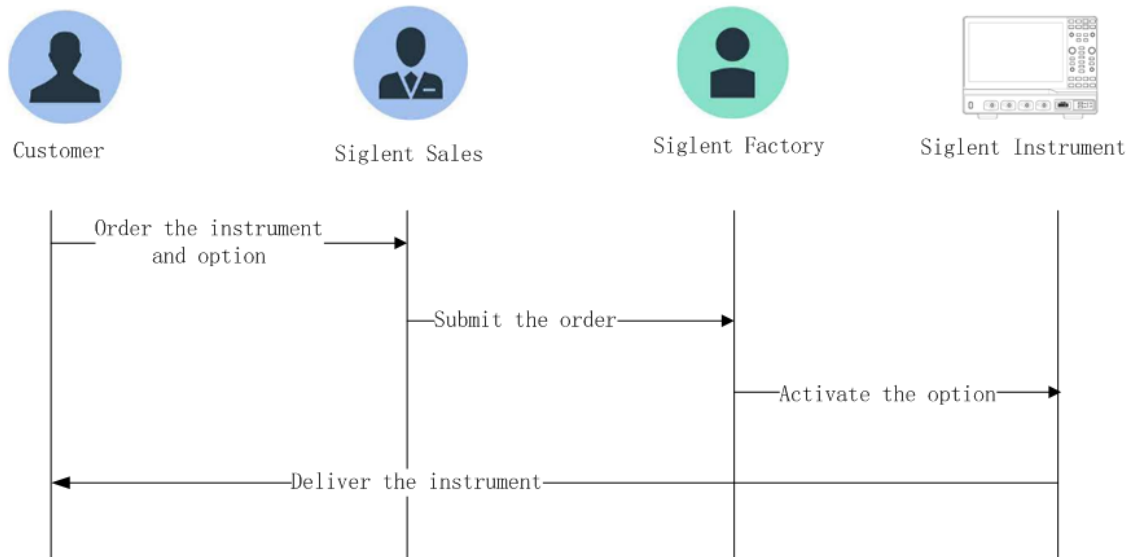 Customer
Siglent Sales
Siglent Factory
Siglent Instrument
Order the instrument
and option
Submit the order
Activate the option
Deliver the instrument